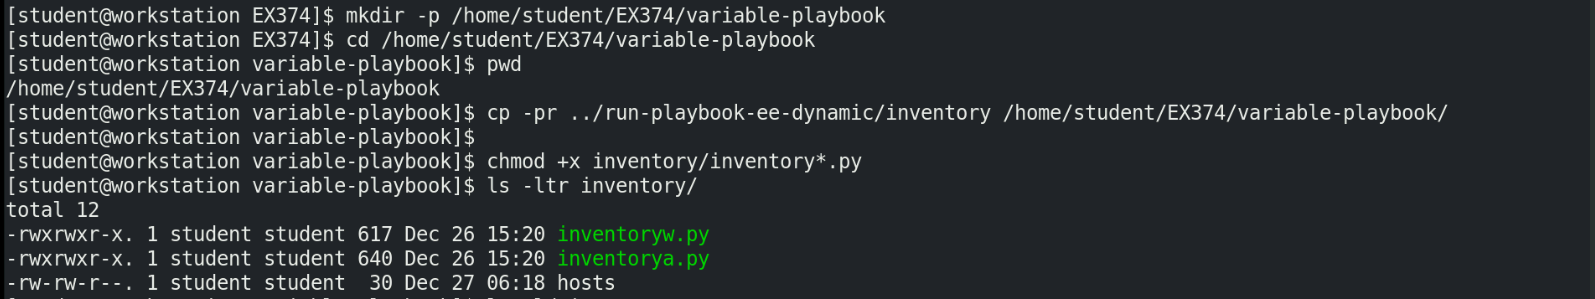 [student@workstation EX374]$ mkdir -p /home/student/EX374/variable-playbook
[student@workstation EX374]$ cd /home/student/EX374/variable-playbook
[student@workstation variable-playbook]$ pwd
/home/student/EX374/variable-playbook
[student@workstation variable-playbook]$ cp -pr ../run-playbook-ee-dynamic/inventory /home/student/EX374/variable-playbook/
[student@workstation variable-playbook]$
[student@workstation variable-playbook]$ chmod +x inventory/inventory*.py
[student@workstation variable-playbook]$ ls -ltr inventory/
total 12
-rwxrwxr-x. 1 student student 617 Dec 26 15:20 inventoryw.py
-rwxrwxr-x. 1 student student 640 Dec 26 15:20 inventorya.py
-rw-rw-r--. 1 student student  30 Dec 27 06:18 hosts